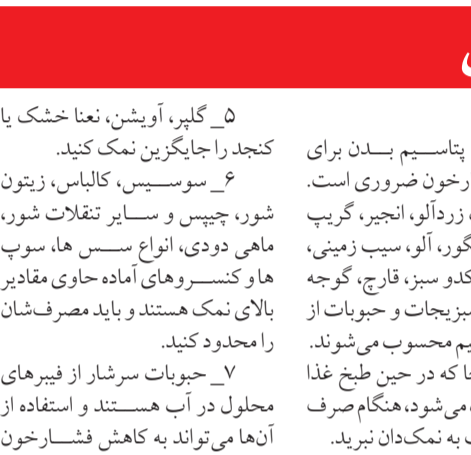 پتاسیم بدن برای
خون ضروری است.
زردآلو، انجیر، گریپ
آلو، سیب زمینی،
کدو سبز، قارچ، گوجه
سبزیجات و حبوبات از
محسوب می‌شوند.
که در حین طبخ غذا
می‌شود، هنگام صرف
به نمکدان نبرید.
۵_ گلپر، آویشن، نعنا خشک یا
کنجد را جایگزین نمک کنید.
۶_ سوسیس، کالباس، زیتون
شور، چیپس و سایر تنقلات شور،
ماهی دودی، انواع سس ها، سوپ
ها و کنسروهای آماده حاوی مقادیر
بالای نمک هستند و باید مصرف‌شان
را محدود کنید.
۷_ حبوبات سرشار از فیبرهای
محلول در آب هستند و استفاده از
آن‌ها می‌تواند به کاهش فشارخون